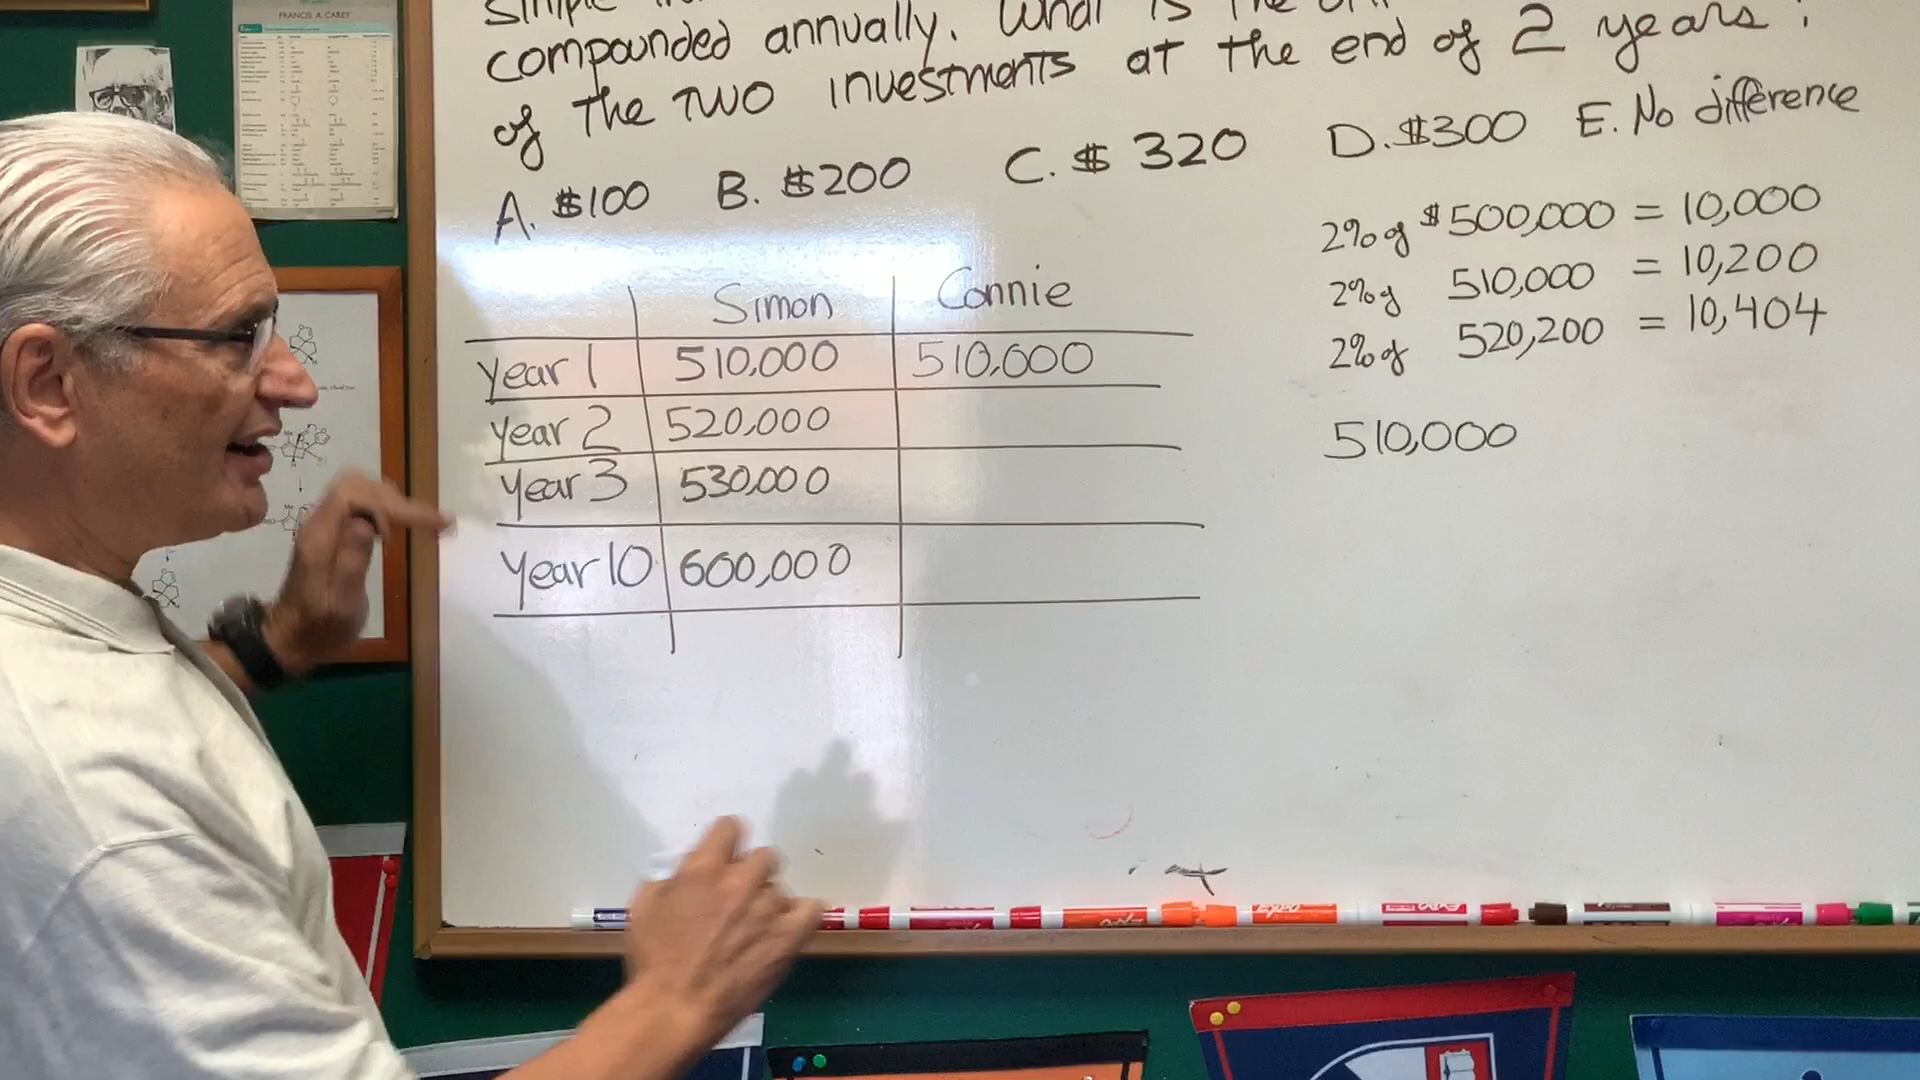 simple
compounded annually. What is the
of the two investments at the end of 2 years?
A. $100 B. $200 C. $320 D. $300 E. No difference
2% of $500,000 = 10,000
2% of 510,000 = 10,200
2% of 520,200 = 10,404
510,000
Simon Connie
year 1 510,000 510,000
year 2 520,000
year 3 530,000
year 10 600,000
FRANCIS A. CAREY